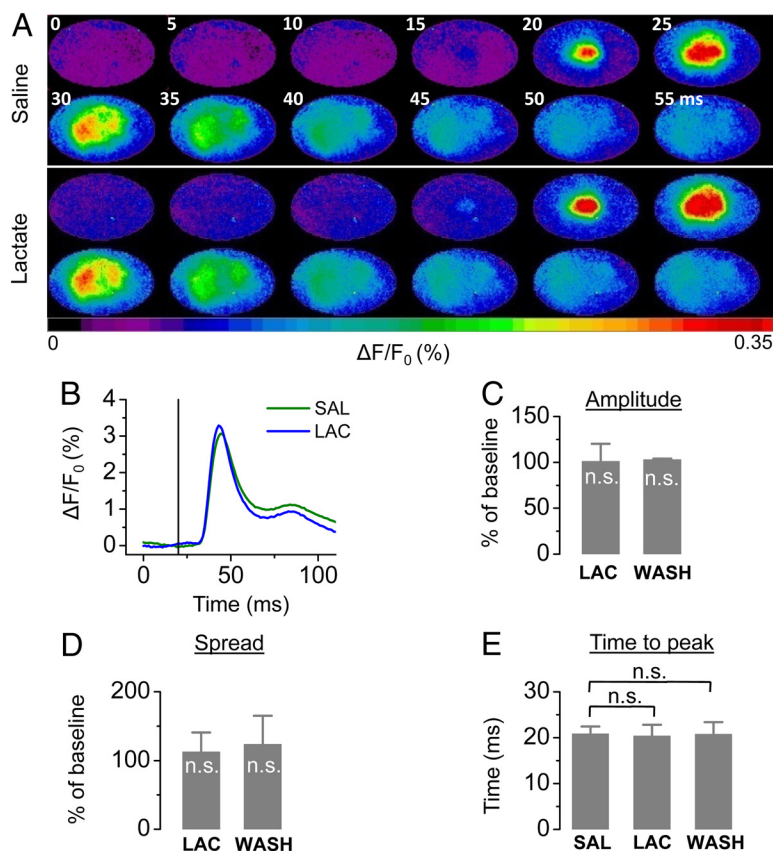 A
0 5 10 15 20 25
Saline
30 35 40 45 50 55 ms
Lactate
0 0.35
ΔF/F0 (%)
B
SAL
LAC
4
3
2
1
0
ΔF/F0 (%)
0 50 100
Time (ms)
C
Amplitude
150
100
50
0
% of baseline
n.s. n.s.
LAC WASH
D
Spread
200
100
0
% of baseline
n.s. n.s.
LAC WASH
E
Time to peak
n.s.
n.s.
30
20
10
0
Time (ms)
SAL LAC WASH